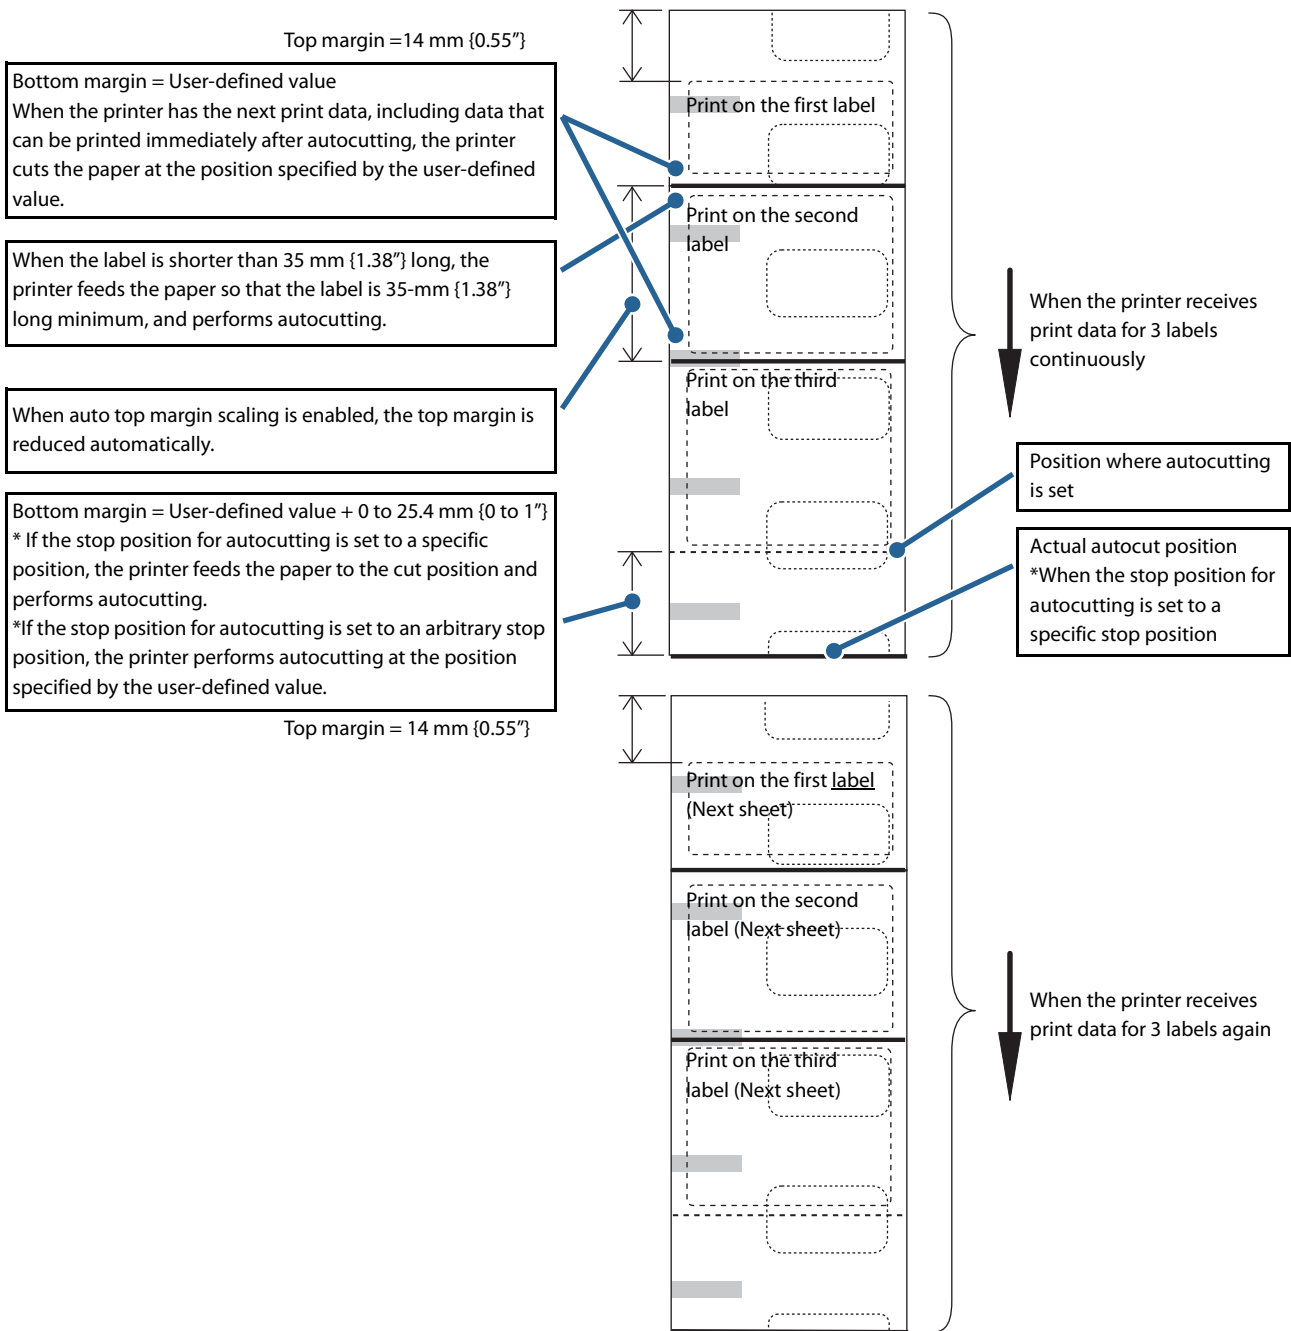 Top margin =14 mm {0.55″}
Bottom margin = User-defined value
When the printer has the next print data, including data that
can be printed immediately after autocutting, the printer
cuts the paper at the position specified by the user-defined
value.
When the label is shorter than 35 mm {1.38″} long, the
printer feeds the paper so that the label is 35-mm {1.38″}
long minimum, and performs autocutting.
When auto top margin scaling is enabled, the top margin is
reduced automatically.
Bottom margin = User-defined value + 0 to 25.4 mm {0 to 1″}
* If the stop position for autocutting is set to a specific
position, the printer feeds the paper to the cut position and
performs autocutting.
*If the stop position for autocutting is set to an arbitrary stop
position, the printer performs autocutting at the position
specified by the user-defined value.
Print on the first label
Print on the second
label
Print on the third
label
When the printer receives
print data for 3 labels
continuously
Position where autocutting
is set
Actual autocut position
*When the stop position for
autocutting is set to a
specific stop position
Top margin = 14 mm {0.55″}
Print on the first label
(Next sheet)
Print on the second
label (Next sheet)
Print on the third
label (Next sheet)
When the printer receives
print data for 3 labels again